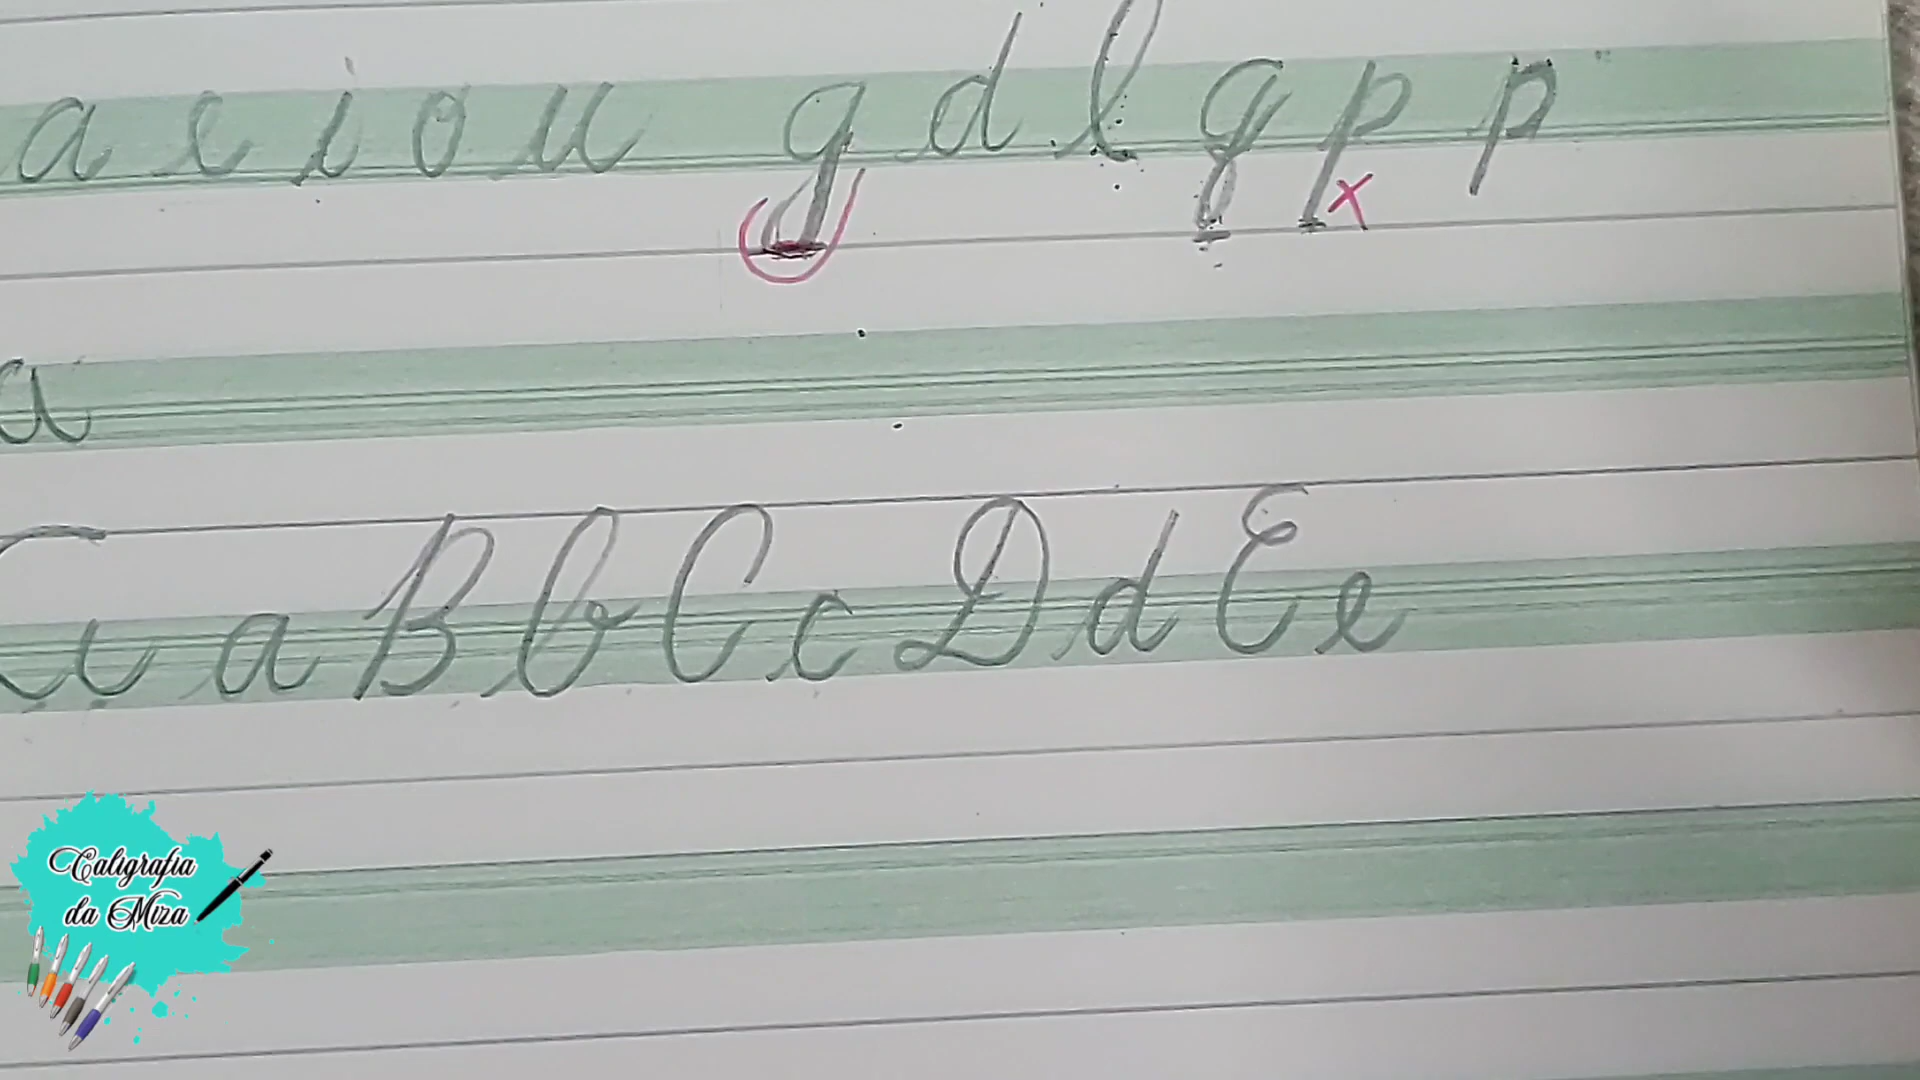 a e i o u g d l g p p
a
a B b C c D d E e
Caligrafia
da Miza